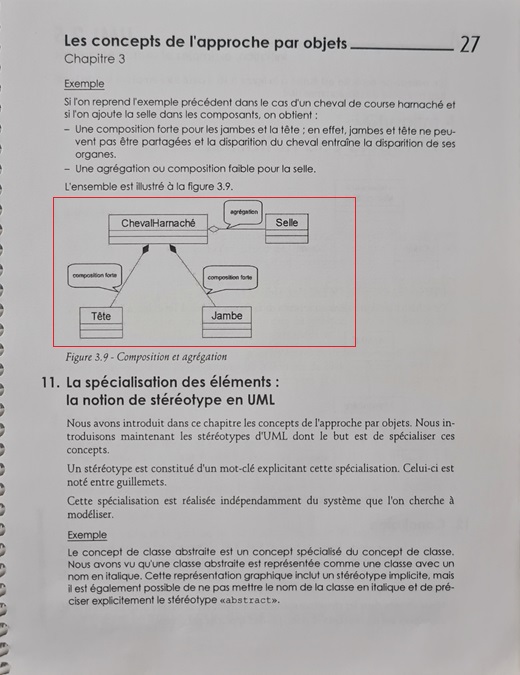 Les concepts de l'approche par objets 27
Chapitre 3
Exemple
Si l'on reprend l'exemple précédent dans le cas d'un cheval de course harnaché et
si l'on ajoute la selle dans les composants, on obtient :
– Une composition forte pour les jambes et la tête ; en effet, jambes et tête ne peu-
vent pas être partagées et la disparition du cheval entraîne la disparition de ses
organes.
– Une agrégation ou composition faible pour la selle.
L'ensemble est illustré à la figure 3.9.
agrégation
ChevalHarnaché
Selle
composition forte
composition forte
Tête
Jambe
Figure 3.9 - Composition et agrégation
11. La spécialisation des éléments :
la notion de stéréotype en UML
Nous avons introduit dans ce chapitre les concepts de l'approche par objets. Nous in-
troduisons maintenant les stéréotypes d'UML dont le but est de spécialiser ces
concepts.
Un stéréotype est constitué d'un mot-clé explicitant cette spécialisation. Celui-ci est
noté entre guillemets.
Cette spécialisation est réalisée indépendamment du système que l'on cherche à
modéliser.
Exemple
Le concept de classe abstraite est un concept spécialisé du concept de classe.
Nous avons vu qu'une classe abstraite est représentée comme une classe avec un
nom en italique. Cette représentation graphique inclut un stéréotype implicite, mais
il est également possible de ne pas mettre le nom de la classe en italique et de pré-
ciser explicitement le stéréotype «abstract».